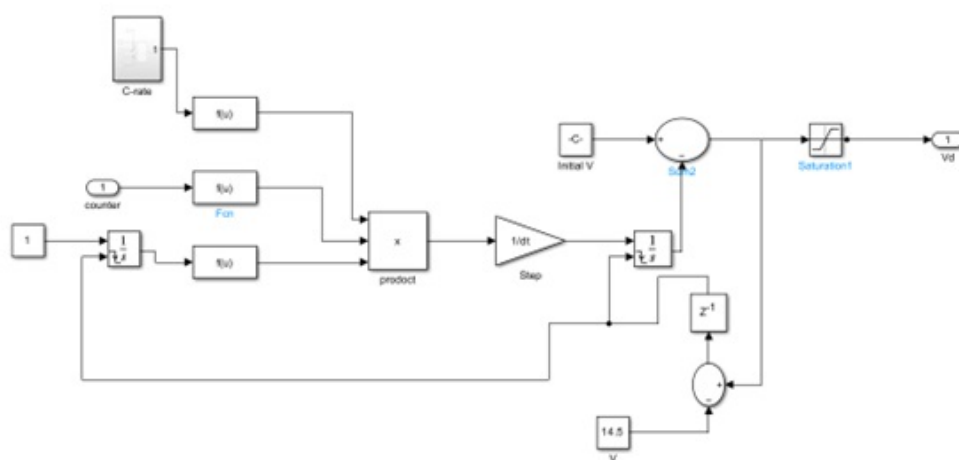 1
C-rate
f(u)
-C-
Initial V
+
−
Sum2
Saturation1
1
Vd
1
counter
f(u)
Fcn
1
1
s
f(u)
x
prodoct
1/dt
Step
1
s
Z-1
+
−
14.5
V